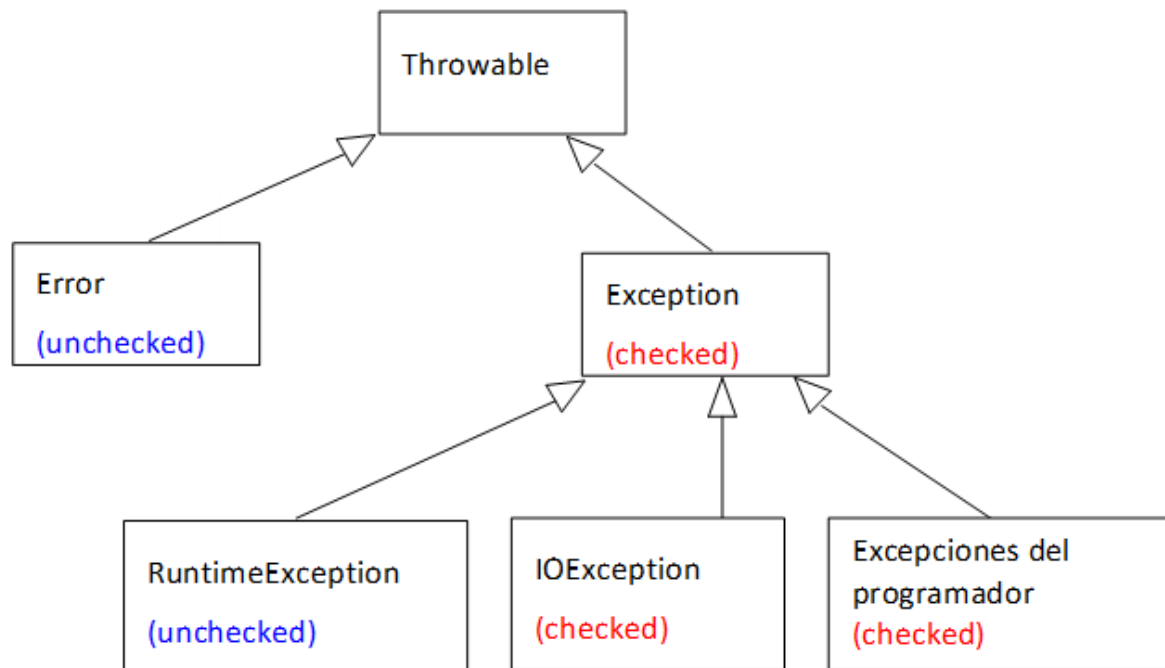 Throwable
Error
(unchecked)
Exception
(checked)
RuntimeException
(unchecked)
IOException
(checked)
Excepciones del
programador
(checked)